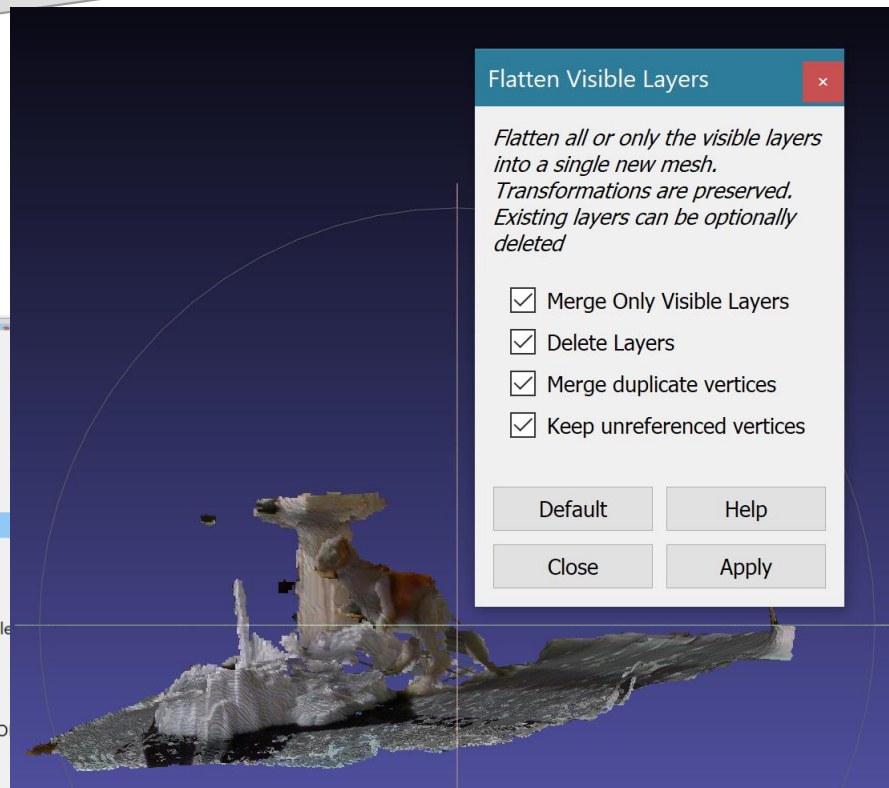 Flatten Visible Layers
Flatten all or only the visible layers
into a single new mesh.
Transformations are preserved.
Existing layers can be optionally
deleted
Merge Only Visible Layers
Delete Layers
Merge duplicate vertices
Keep unreferenced vertices
Default Help
Close Apply